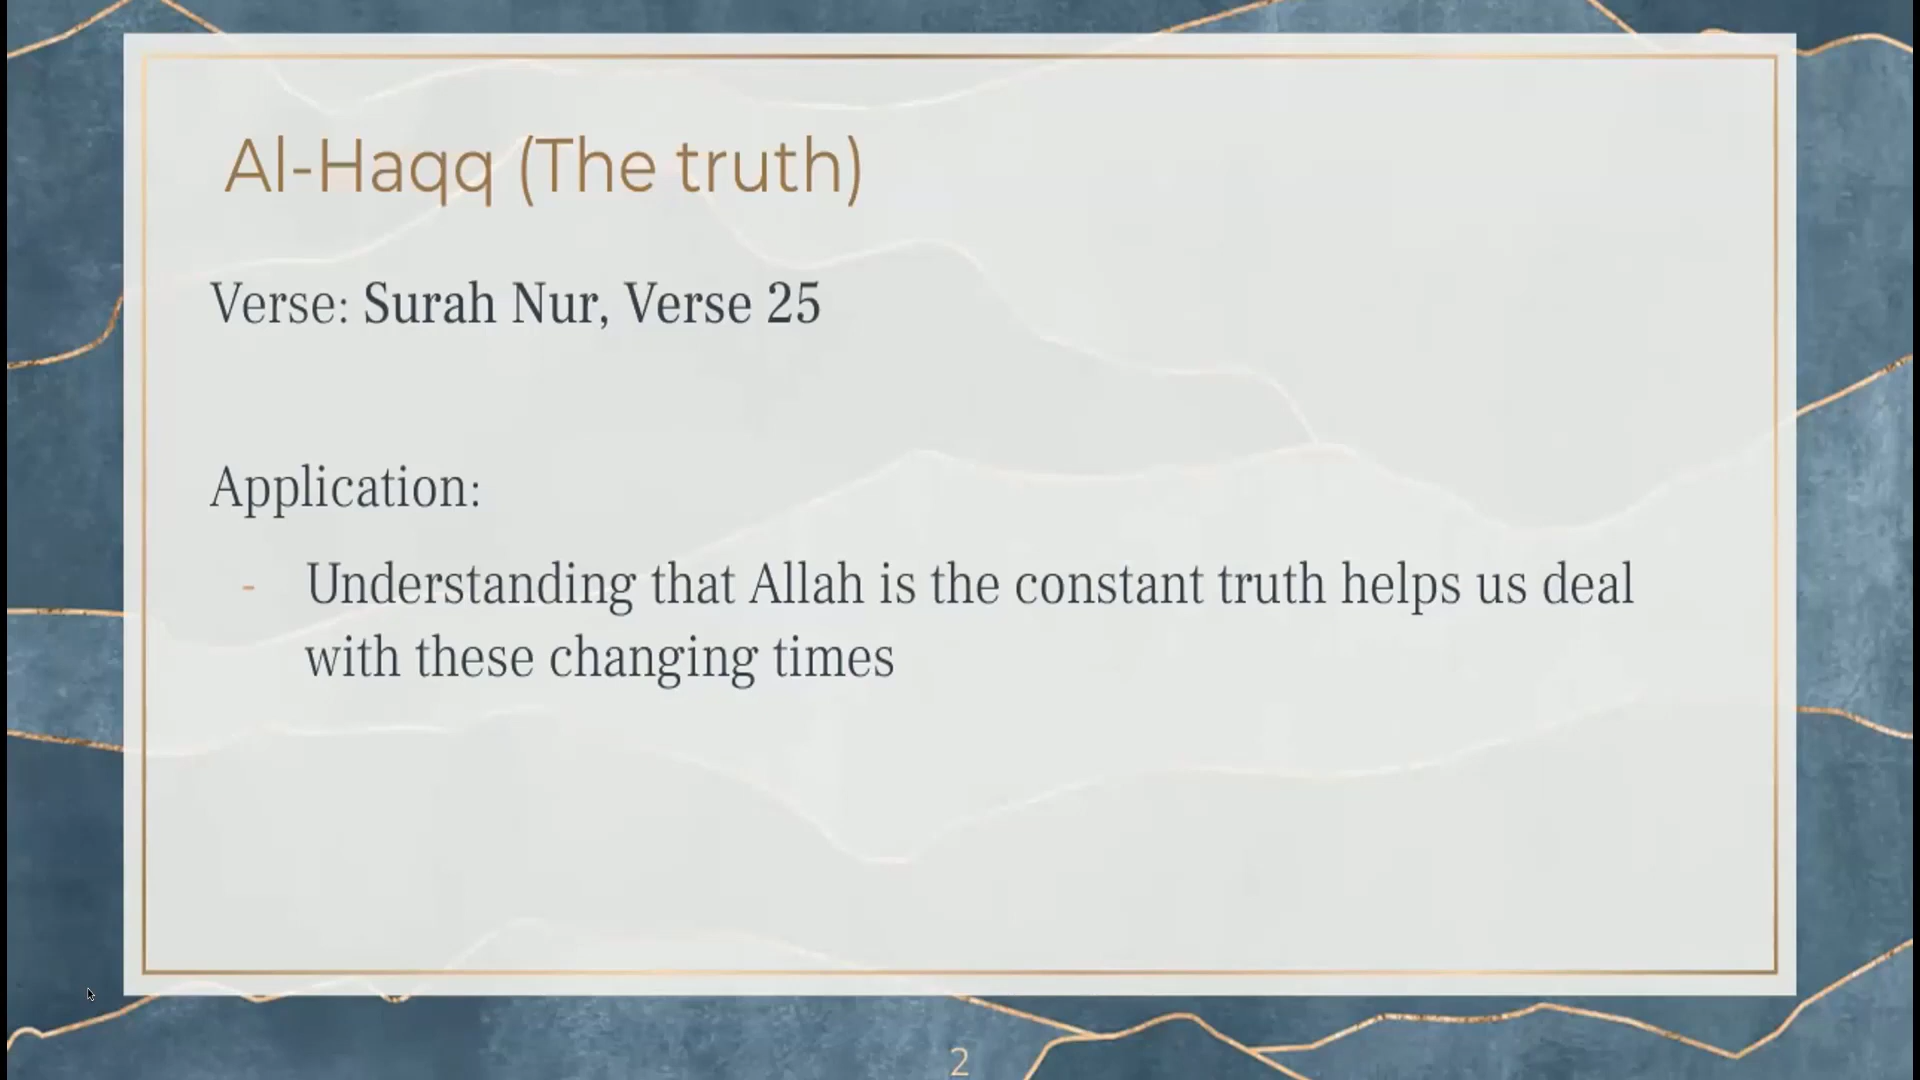 Al-Haqq (The truth)
Verse: Surah Nur, Verse 25
Application:
- Understanding that Allah is the constant truth helps us deal
with these changing times
2